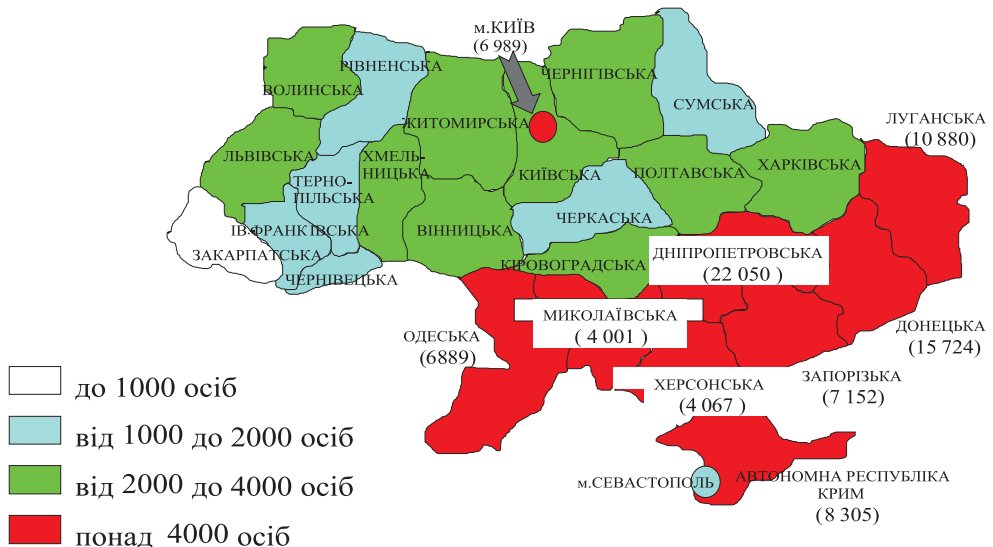 м.КИЇВ
(6 989)
РІВНЕНСЬКА
ВОЛИНСЬКА
ЧЕРНІГІВСЬКА
СУМСЬКА
ЖИТОМИРСЬКА
ЛУГАНСЬКА
(10 880)
ЛЬВІВСЬКА
ХМЕЛЬ-
НИЦЬКА
КИЇВСЬКА
ПОЛТАВСЬКА
ХАРКІВСЬКА
ТЕРНО-
ПІЛЬСЬКА
ІВ.ФРАНКІВСЬКА
ВІННИЦЬКА
ЧЕРКАСЬКА
ЗАКАРПАТСЬКА
ЧЕРНІВЕЦЬКА
КІРОВОГРАДСЬКА
ДНІПРОПЕТРОВСЬКА
(22 050 )
МИКОЛАЇВСЬКА
( 4 001 )
ОДЕСЬКА
(6889)
ДОНЕЦЬКА
(15 724)
ЗАПОРІЗЬКА
(7 152)
ХЕРСОНСЬКА
(4 067 )
м.СЕВАСТОПОЛЬ
АВТОНОМНА РЕСПУБЛІКА
КРИМ
(8 305)
до 1000 осіб
від 1000 до 2000 осіб
від 2000 до 4000 осіб
понад 4000 осіб